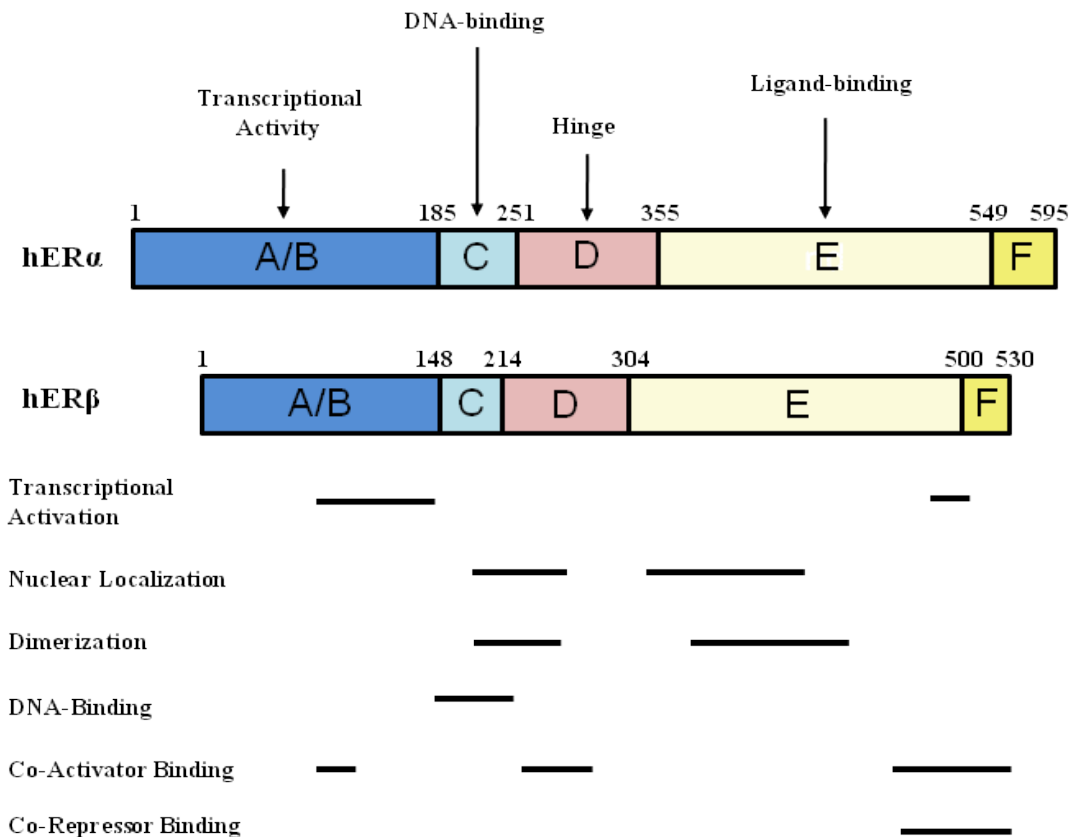 DNA-binding
Ligand-binding
Transcriptional
Activity
Hinge
1 185 251 355 549 595
hERα A/B C D E F
1 148 214 304 500 530
hERβ A/B C D E F
Transcriptional
Activation
Nuclear Localization
Dimerization
DNA-Binding
Co-Activator Binding
Co-Repressor Binding